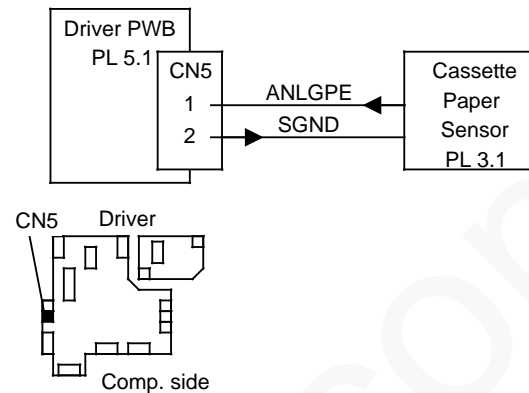 Driver PWB
PL 5.1
CN5
1
2
ANLGPE
SGND
Cassette
Paper
Sensor
PL 3.1
CN5
Driver
Comp. side